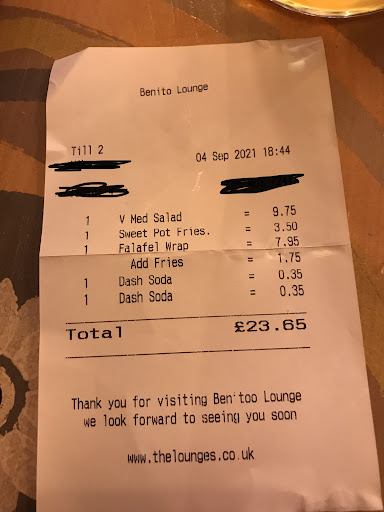 Benito Lounge
Till 2
04 Sep 2021 18:44
1 V Med Salad = 9.75
1 Sweet Pot Fries. = 3.50
1 Falafel Wrap = 7.95
Add Fries = 1.75
1 Dash Soda = 0.35
1 Dash Soda = 0.35
Total £23.65
Thank you for visiting Ben'too Lounge
we look forward to seeing you soon
www.thelounges.co.uk